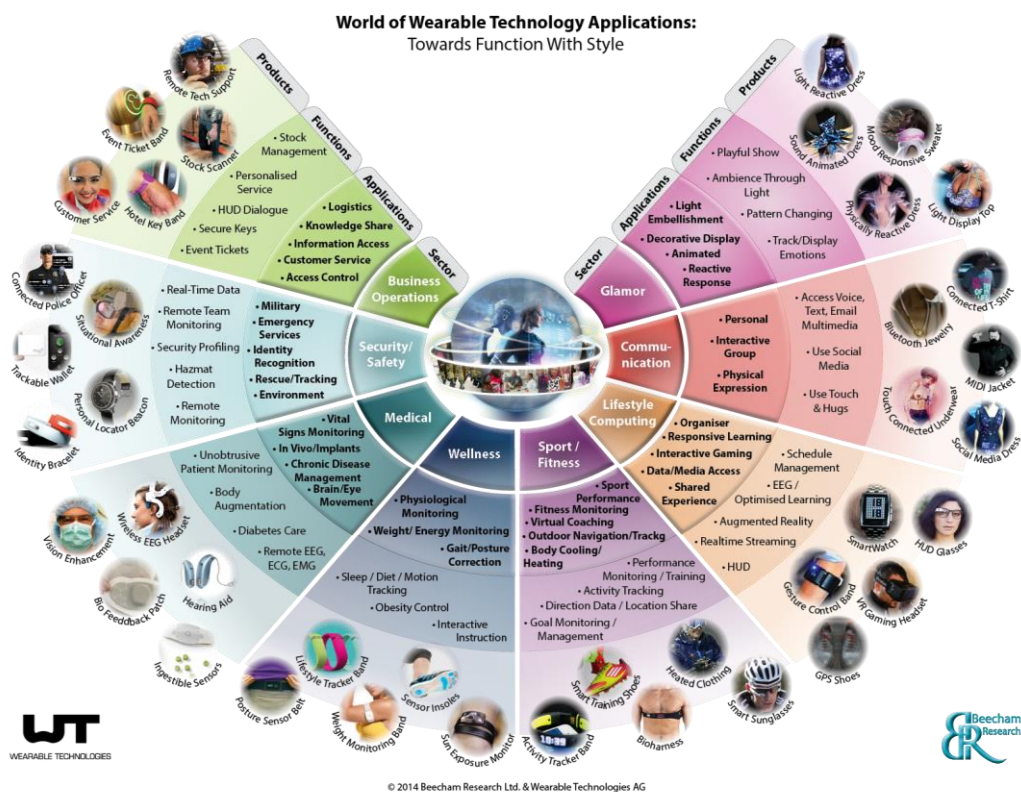 World of Wearable Technology Applications:
Towards Function With Style
Products
Functions
Applications
Sector
Business
Operations
• Logistics
• Knowledge Share
• Information Access
• Customer Service
• Access Control
• Stock
Management
• Personalised
Service
• HUD Dialogue
• Secure Keys
• Event Tickets
Remote Tech Support
Event Ticket Band
Stock Scanner
Customer Service
Hotel Key Band
Security/
Safety
• Military
• Emergency
Services
• Identity
Recognition
• Rescue/Tracking
• Environment
• Real-Time Data
• Remote Team
Monitoring
• Security Profiling
• Hazmat
Detection
• Remote
Monitoring
Connected Police Officer
Situational Awareness
Trackable Wallet
Personal Locator Beacon
Identity Bracelet
Medical
• Vital
Signs Monitoring
• In Vivo/Implants
• Chronic Disease
Management
• Brain/Eye
Movement
• Unobtrusive
Patient Monitoring
• Body
Augmentation
• Diabetes Care
• Remote EEG,
ECG, EMG
Vision Enhancement
Wireless EEG Headset
Bio Feeddback Patch
Hearing Aid
Ingestible Sensors
Wellness
• Physiological
Monitoring
• Weight/ Energy Monitoring
• Gait/Posture
Correction
• Sleep / Diet / Motion
Tracking
• Obesity Control
• Interactive
Instruction
Posture Sensor Belt
Lifestyle Tracker Band
Weight Monitoring Band
Sensor Insoles
Sun Exposure Monitor
Sport /
Fitness
• Sport
Performance
• Fitness Monitoring
• Virtual Coaching
• Outdoor Navigation/Trackg
• Body Cooling/
Heating
• Performance
Monitoring / Training
• Activity Tracking
• Direction Data / Location Share
• Goal Monitoring /
Management
Activity Tracker Band
Smart Training Shoes
Bioharness
Heated Clothing
Smart Sunglasses
Lifestyle
Computing
• Organiser
• Responsive Learning
• Interactive Gaming
• Data/Media Access
• Shared
Experience
• Schedule
Management
• EEG /
Optimised Learning
• Augmented Reality
• Realtime Streaming
• HUD
SmartWatch
HUD Glasses
Gesture Control Band
VR Gaming Headset
GPS Shoes
Commu-
nication
• Personal
• Interactive
Group
• Physical
Expression
• Access Voice,
Text, Email
Multimedia
• Use Social
Media
• Use Touch
& Hugs
Connected T-Shirt
Bluetooth Jewelry
MIDI Jacket
Touch Connected Underwear
Social Media Dress
Products
Functions
Applications
Sector
Glamor
• Light
Embellishment
• Decorative Display
• Animated
• Reactive
Response
• Playful Show
• Ambience Through
Light
• Pattern Changing
• Track/Display
Emotions
Light Reactive Dress
Sound Animated Dress
Mood Responsive Sweater
Physically Reactive Dress
Light Display Top
WT
WEARABLE TECHNOLOGIES
BR
Beecham
Research
© 2014 Beecham Research Ltd. & Wearable Technologies AG